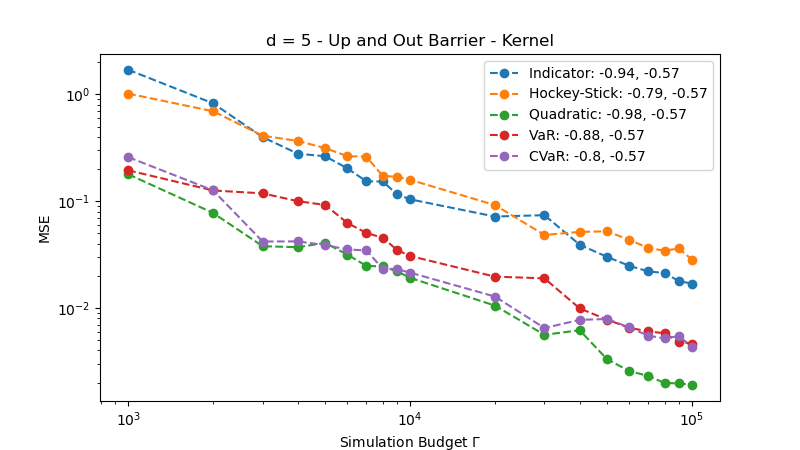 d = 5 - Up and Out Barrier - Kernel
Indicator: -0.94, -0.57
Hockey-Stick: -0.79, -0.57
Quadratic: -0.98, -0.57
VaR: -0.88, -0.57
CVaR: -0.8, -0.57
MSE
10⁰
10⁻¹
10⁻²
10³
10⁴
10⁵
Simulation Budget Γ